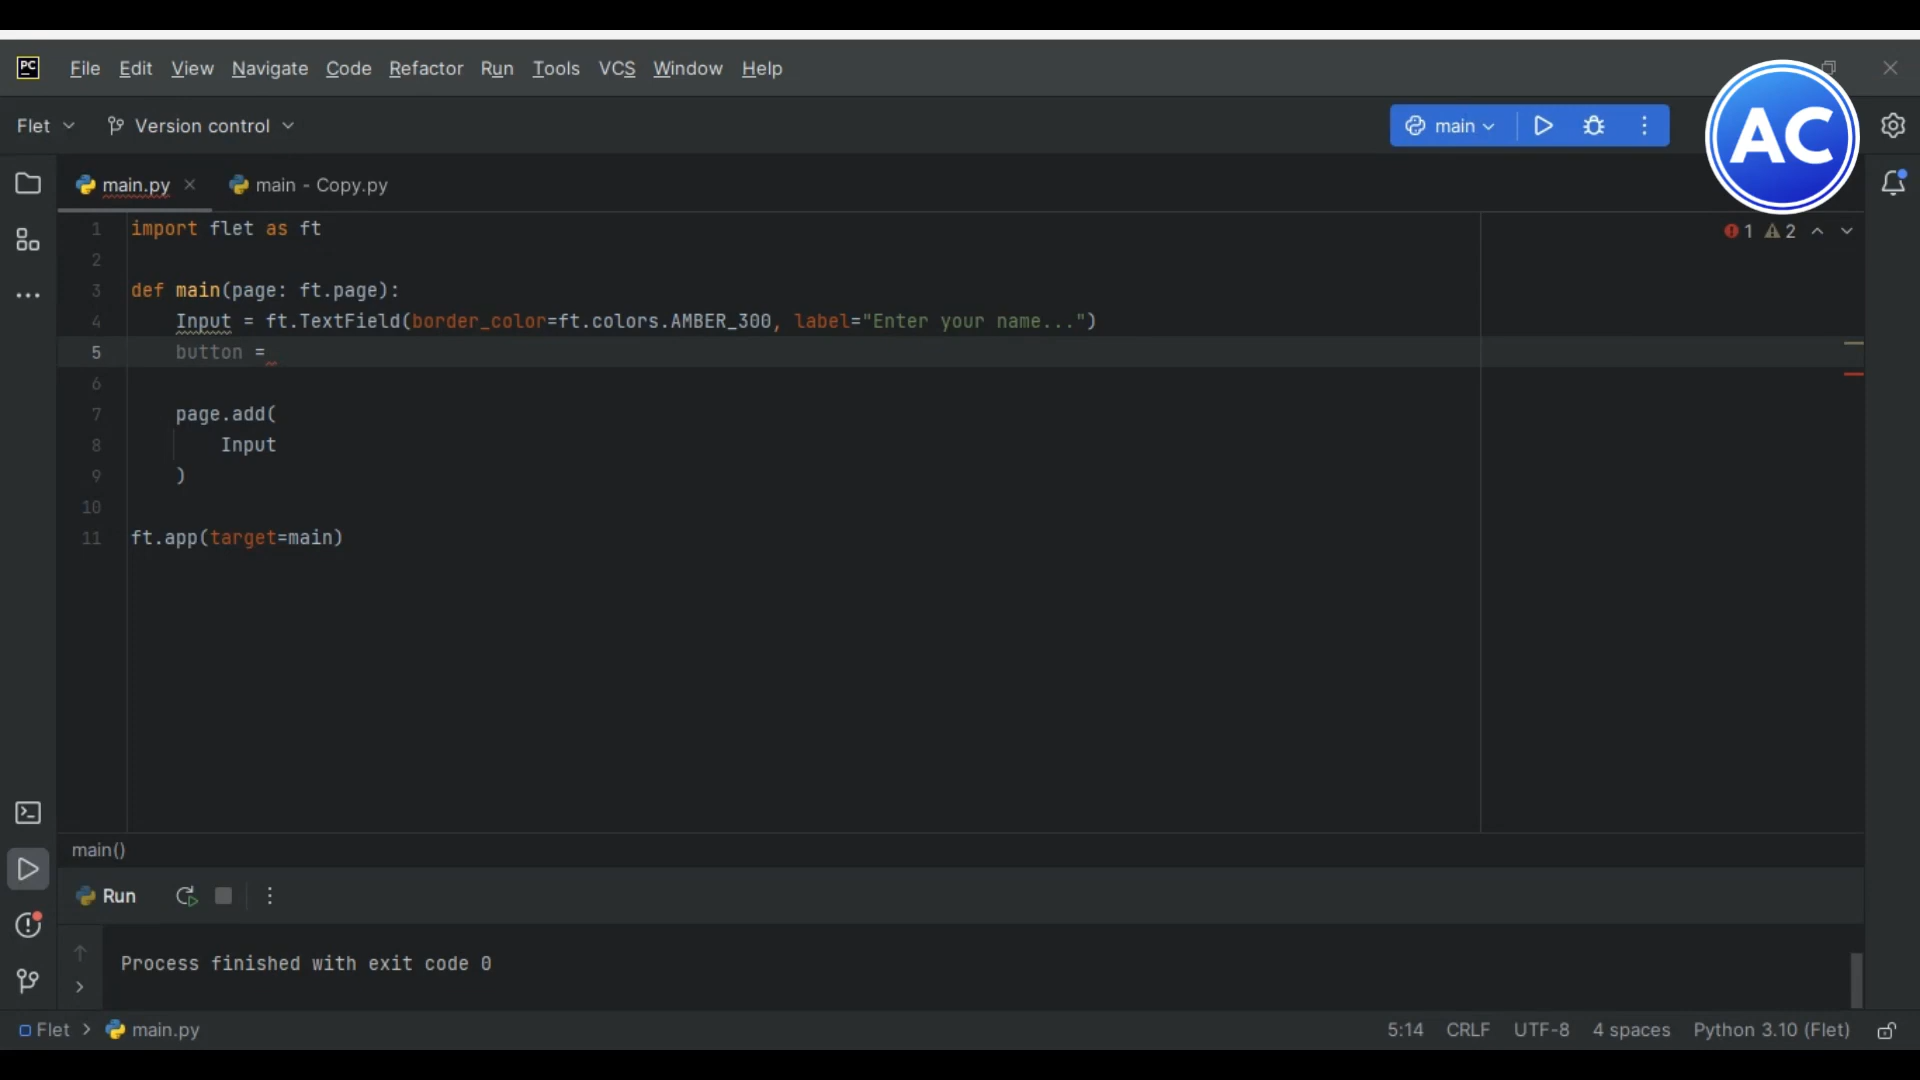 PC File Edit View Navigate Code Refactor Run Tools VCS Window Help
Flet Version control main
AC
main.py main - Copy.py
1 import flet as ft 1 2
2
3 def main(page: ft.page):
4 Input = ft.TextField(border_color=ft.colors.AMBER_300, label="Enter your name...")
5 button =
6
7 page.add(
8 Input
9 )
10
11 ft.app(target=main)
main()
Run
Process finished with exit code 0
Flet > main.py 5:14 CRLF UTF-8 4 spaces Python 3.10 (Flet)